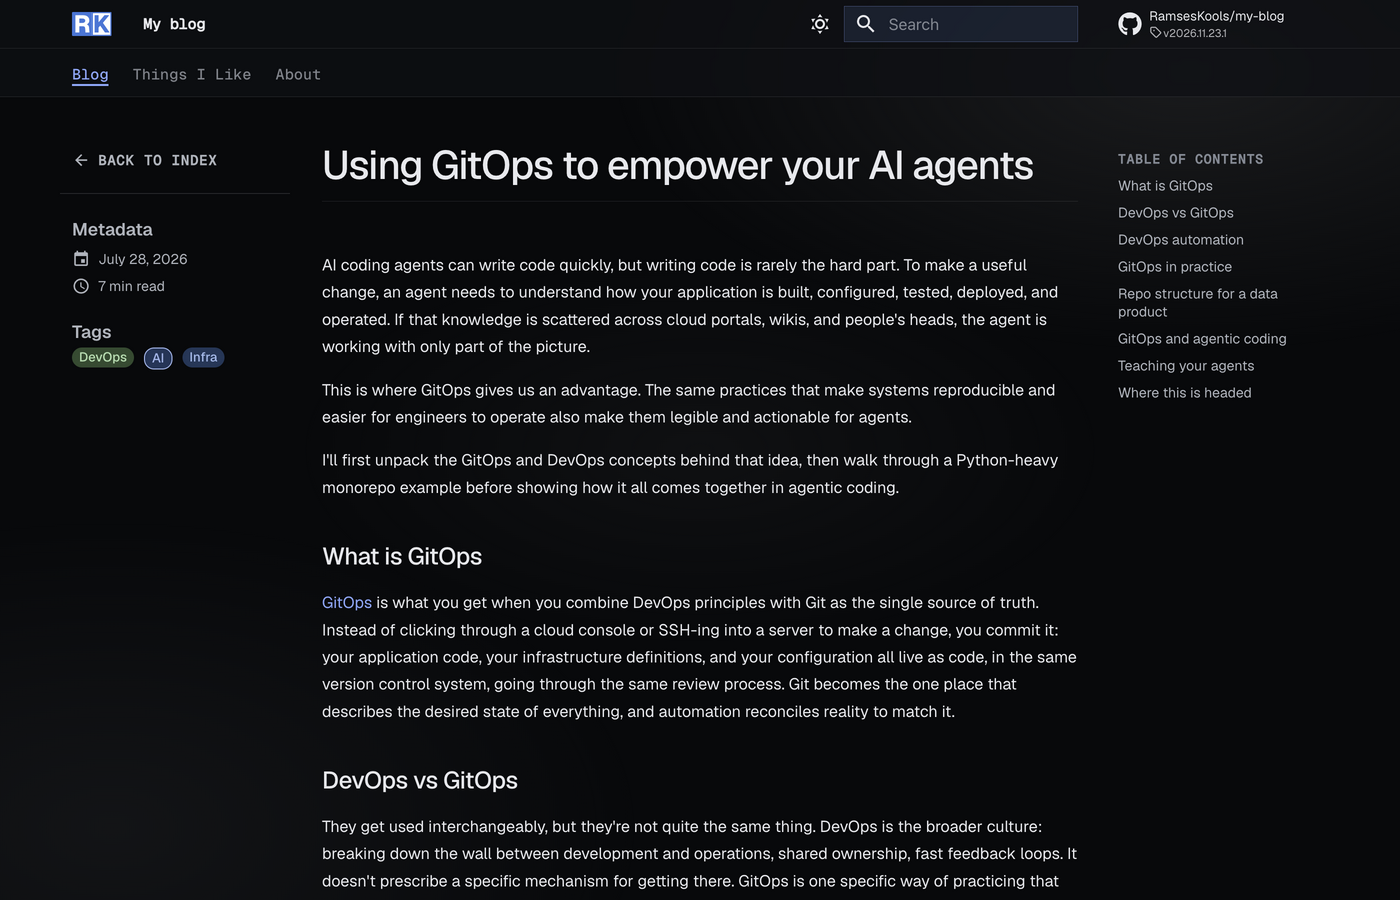 RK
My blog
Search
RamsesKools/my-blog
v2026.11.23.1
Blog
Things I Like
About
BACK TO INDEX
Metadata
July 28, 2026
7 min read
Tags
DevOps
AI
Infra
Using GitOps to empower your AI agents
AI coding agents can write code quickly, but writing code is rarely the hard part. To make a useful
change, an agent needs to understand how your application is built, configured, tested, deployed, and
operated. If that knowledge is scattered across cloud portals, wikis, and people's heads, the agent is
working with only part of the picture.
This is where GitOps gives us an advantage. The same practices that make systems reproducible and
easier for engineers to operate also make them legible and actionable for agents.
I'll first unpack the GitOps and DevOps concepts behind that idea, then walk through a Python-heavy
monorepo example before showing how it all comes together in agentic coding.
What is GitOps
GitOps is what you get when you combine DevOps principles with Git as the single source of truth.
Instead of clicking through a cloud console or SSH-ing into a server to make a change, you commit it:
your application code, your infrastructure definitions, and your configuration all live as code, in the same
version control system, going through the same review process. Git becomes the one place that
describes the desired state of everything, and automation reconciles reality to match it.
DevOps vs GitOps
They get used interchangeably, but they're not quite the same thing. DevOps is the broader culture:
breaking down the wall between development and operations, shared ownership, fast feedback loops. It
doesn't prescribe a specific mechanism for getting there. GitOps is one specific way of practicing that
TABLE OF CONTENTS
What is GitOps
DevOps vs GitOps
DevOps automation
GitOps in practice
Repo structure for a data
product
GitOps and agentic coding
Teaching your agents
Where this is headed